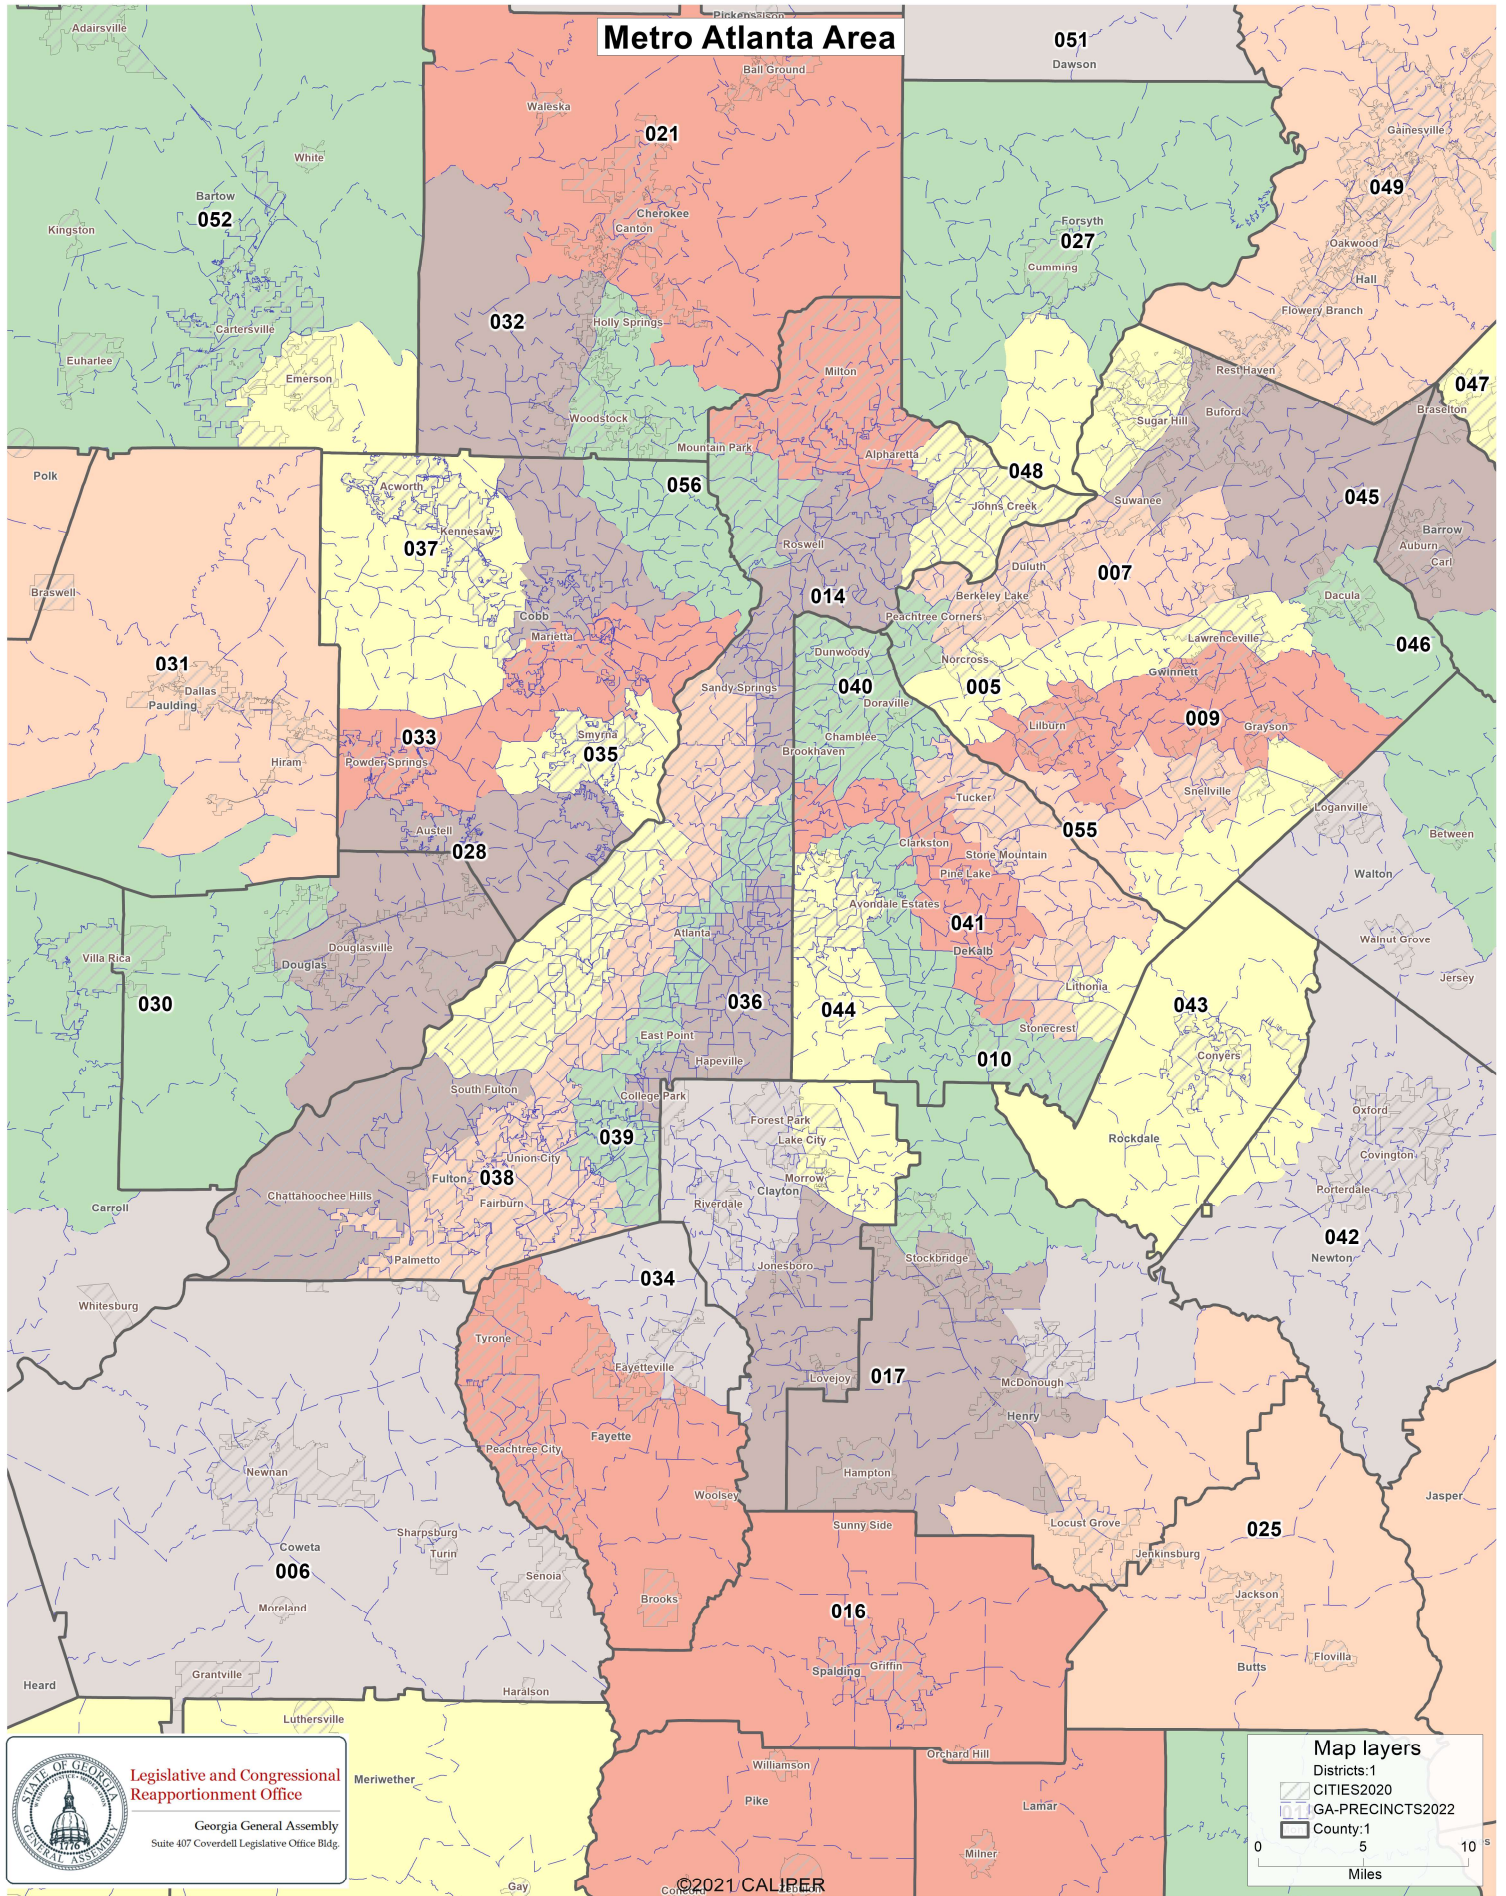 Metro Atlanta Area
Adairsville
051
Dawson
Ball Ground
Waleska
021
Gainesville
White
049
Bartow
052
Kingston
Cherokee
Canton
Forsyth
027
Cumming
Oakwood
Hall
032
Holly Springs
Flowery Branch
Cartersville
Euharlee
Emerson
Milton
Rest Haven
047
Braselton
Woodstock
Buford
Sugar Hill
Mountain Park
Alpharetta
Polk
056
048
Acworth
Johns Creek
Suwanee
045
Kennesaw
037
Roswell
Barrow
Auburn
Carl
Duluth
007
Braswell
014
Berkeley Lake
Dacula
Cobb
Marietta
Peachtree Corners
Lawrenceville
046
031
Dunwoody
Norcross
Gwinnett
Dallas
Paulding
Sandy Springs
040
005
Doraville
033
Smyrna
035
Chamblee
Brookhaven
Lilburn
009
Grayson
Hiram
Powder Springs
Tucker
Snellville
Loganville
Austell
028
055
Between
Clarkston
Stone Mountain
Pine Lake
Walton
Avondale Estates
041
DeKalb
Atlanta
Walnut Grove
Douglasville
Douglas
Villa Rica
030
Jersey
Lithonia
036
044
043
Stonecrest
East Point
Hapeville
010
Conyers
South Fulton
College Park
Oxford
Forest Park
Lake City
039
Rockdale
Covington
Union City
Fulton
038
Morrow
Clayton
Riverdale
Porterdale
Chattahoochee Hills
Fairburn
Carroll
042
Newton
Palmetto
Stockbridge
Jonesboro
034
Whitesburg
Tyrone
Fayetteville
Lovejoy
017
McDonough
Henry
Fayette
Peachtree City
Newnan
Hampton
Woolsey
Jasper
Sunny Side
Locust Grove
025
Sharpsburg
Turin
Coweta
006
Jenkinsburg
Senoia
Moreland
Brooks
016
Jackson
Spalding
Griffin
Butts
Flovilla
Heard
Grantville
Haralson
Luthersville
Orchard Hill
Williamson
Pike
Meriwether
Lamar
Milner
Gay
©2021 CALIPER
STATE OF GEORGIA
GENERAL ASSEMBLY
1776
Legislative and Congressional
Reapportionment Office
Georgia General Assembly
Suite 407 Coverdell Legislative Office Bldg.
Map layers
Districts:1
CITIES2020
GA-PRECINCTS2022
County:1
0 5 10
Miles